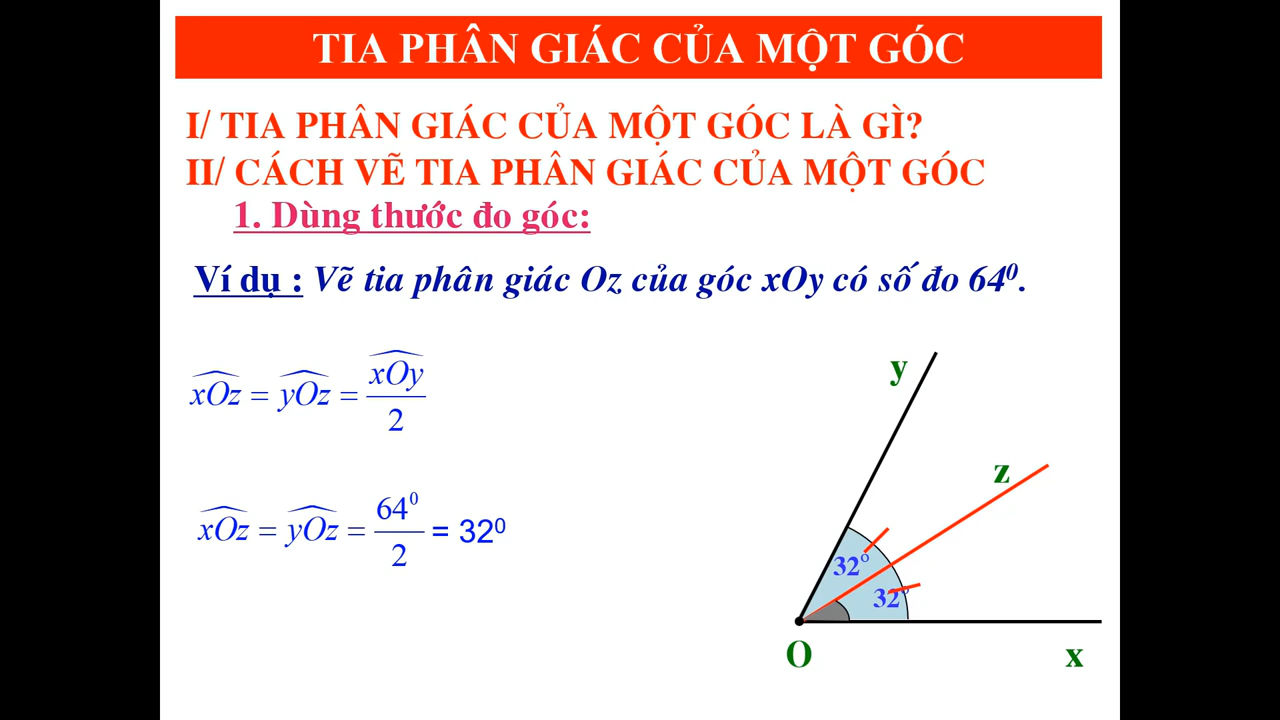 TIA PHÂN GIÁC CỦA MỘT GÓC
I/ TIA PHÂN GIÁC CỦA MỘT GÓC LÀ GÌ?
II/ CÁCH VẼ TIA PHÂN GIÁC CỦA MỘT GÓC
1. Dùng thước đo góc:
Ví dụ : Vẽ tia phân giác Oz của góc xOy có số đo 64⁰.
xOz = yOz = xOy / 2
xOz = yOz = 64⁰ / 2 = 32⁰
y
z
32°
32°
O
x